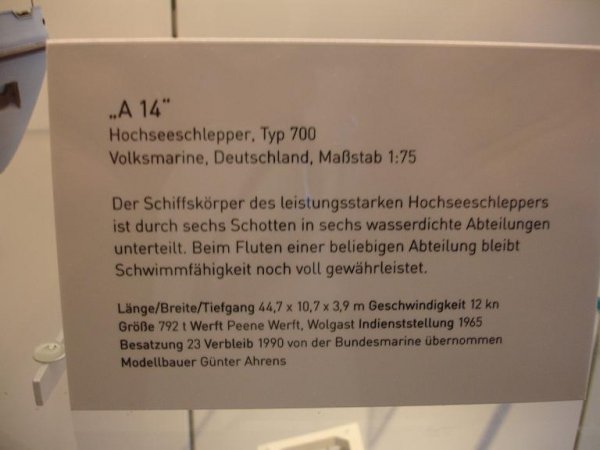 „A 14"
Hochseeschlepper, Typ 700
Volksmarine, Deutschland, Maßstab 1:75
Der Schiffskörper des leistungsstarken Hochseeschleppers
ist durch sechs Schotten in sechs wasserdichte Abteilungen
unterteilt. Beim Fluten einer beliebigen Abteilung bleibt
Schwimmfähigkeit noch voll gewährleistet.
Länge/Breite/Tiefgang 44,7 x 10,7 x 3,9 m Geschwindigkeit 12 kn
Größe 792 t Werft Peene Werft, Wolgast Indienststellung 1965
Besatzung 23 Verbleib 1990 von der Bundesmarine übernommen
Modellbauer Günter Ahrens